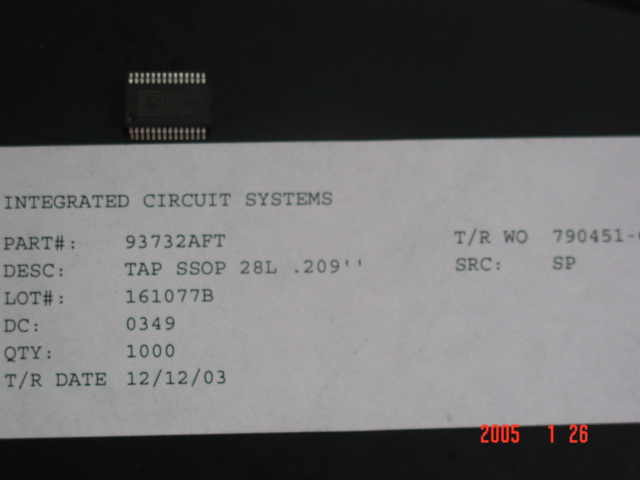 INTEGRATED CIRCUIT SYSTEMS
PART#: 93732AFT T/R WO 790451-
DESC: TAP SSOP 28L .209'' SRC: SP
LOT#: 161077B
DC: 0349
QTY: 1000
T/R DATE 12/12/03
2005 1 26